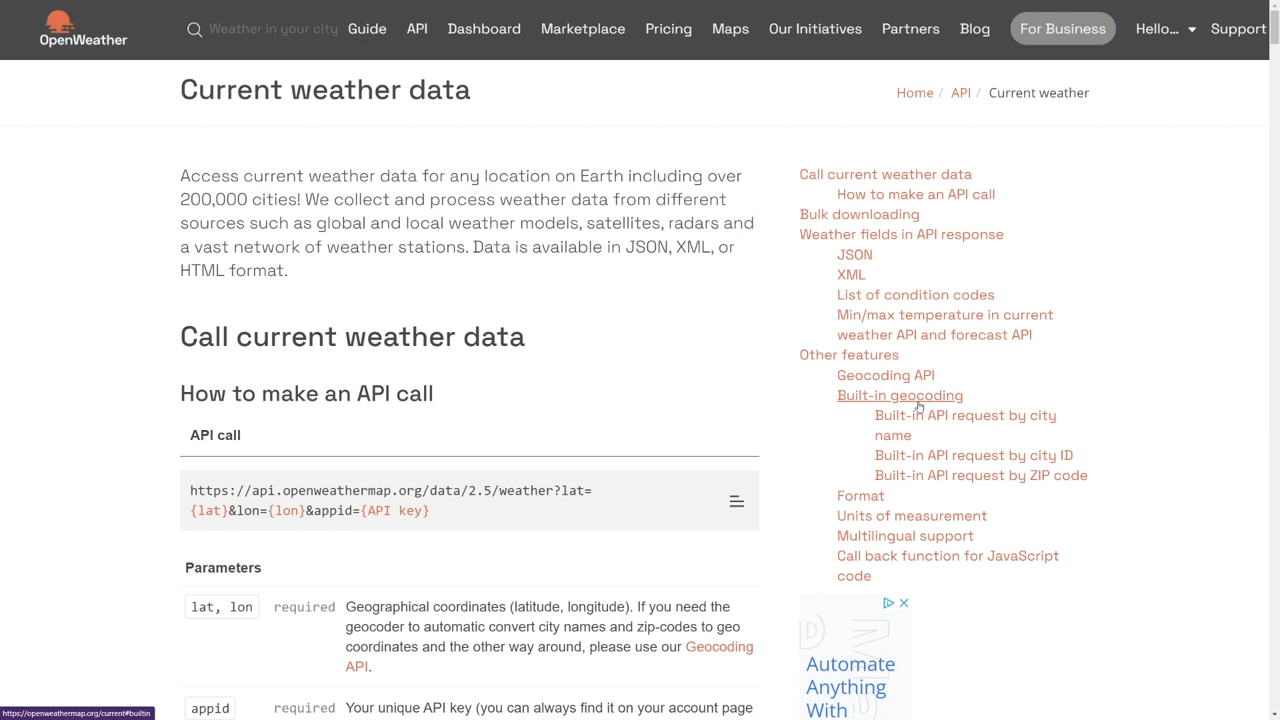 OpenWeather
Weather in your city
Guide
API
Dashboard
Marketplace
Pricing
Maps
Our Initiatives
Partners
Blog
For Business
Hello...
Support
Current weather data
Home / API / Current weather
Access current weather data for any location on Earth including over
200,000 cities! We collect and process weather data from different
sources such as global and local weather models, satellites, radars and
a vast network of weather stations. Data is available in JSON, XML, or
HTML format.
Call current weather data
How to make an API call
API call
https://api.openweathermap.org/data/2.5/weather?lat=
{lat}&lon={lon}&appid={API key}
Parameters
lat, lon required Geographical coordinates (latitude, longitude). If you need the
geocoder to automatic convert city names and zip-codes to geo
coordinates and the other way around, please use our Geocoding
API.
appid required Your unique API key (you can always find it on your account page
Call current weather data
How to make an API call
Bulk downloading
Weather fields in API response
JSON
XML
List of condition codes
Min/max temperature in current
weather API and forecast API
Other features
Geocoding API
Built-in geocoding
Built-in API request by city
name
Built-in API request by city ID
Built-in API request by ZIP code
Format
Units of measurement
Multilingual support
Call back function for JavaScript
code
Automate
Anything
With
https://openweathermap.org/current#builtin